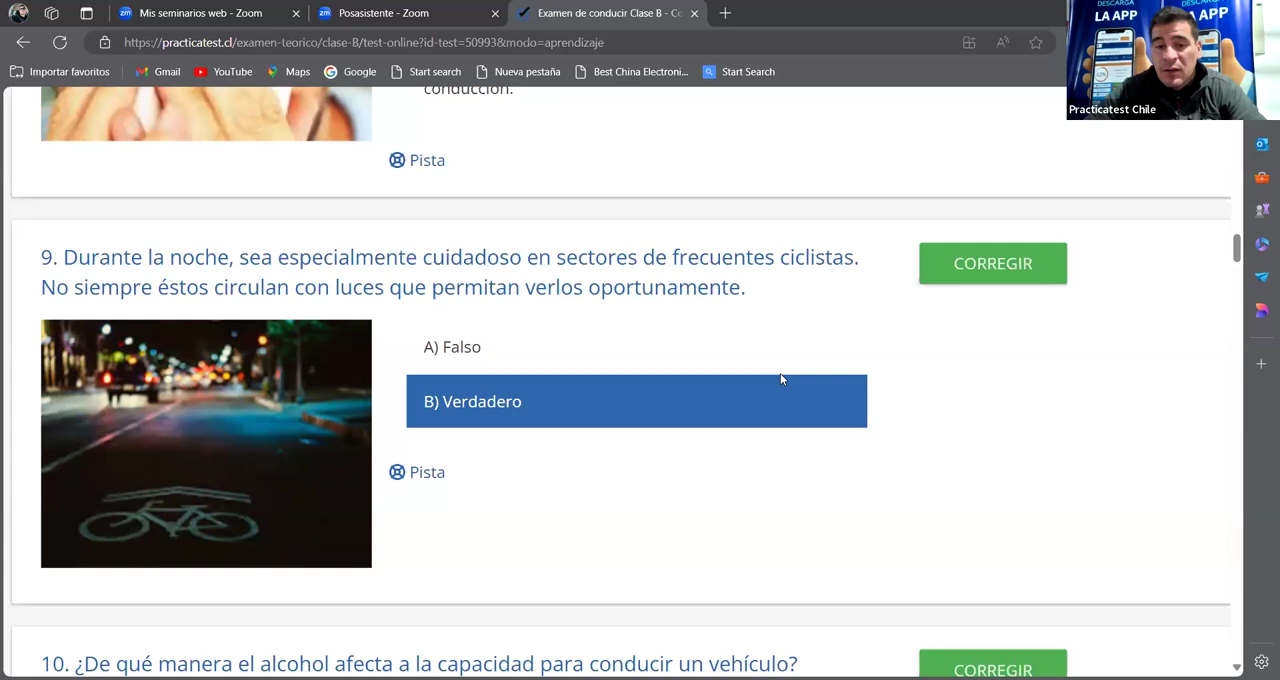 Mis seminarios web - Zoom
Posasistente - Zoom
Examen de conducir Clase B - Co
https://practicatest.cl/examen-teorico/clase-B/test-online?id-test=50993&modo=aprendizaje
Importar favoritos
Gmail
YouTube
Maps
Google
Start search
Nueva pestaña
Best China Electroni...
Start Search
DESCARGA
LA APP
LA APP
Practicatest Chile
conducción.
Pista
9. Durante la noche, sea especialmente cuidadoso en sectores de frecuentes ciclistas.
No siempre éstos circulan con luces que permitan verlos oportunamente.
CORREGIR
A) Falso
B) Verdadero
Pista
10. ¿De qué manera el alcohol afecta a la capacidad para conducir un vehículo?
CORREGIR